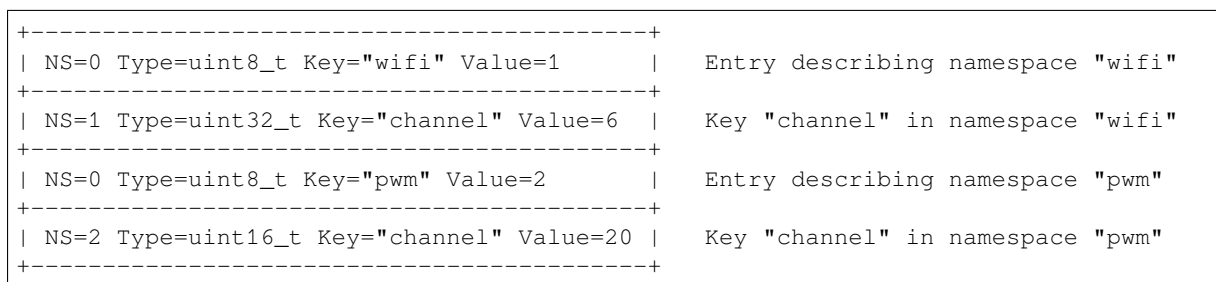 +-------------------------------------------+
| NS=0 Type=uint8_t Key="wifi" Value=1      |   Entry describing namespace "wifi"
+-------------------------------------------+
| NS=1 Type=uint32_t Key="channel" Value=6  |   Key "channel" in namespace "wifi"
+-------------------------------------------+
| NS=0 Type=uint8_t Key="pwm" Value=2       |   Entry describing namespace "pwm"
+-------------------------------------------+
| NS=2 Type=uint16_t Key="channel" Value=20 |   Key "channel" in namespace "pwm"
+-------------------------------------------+